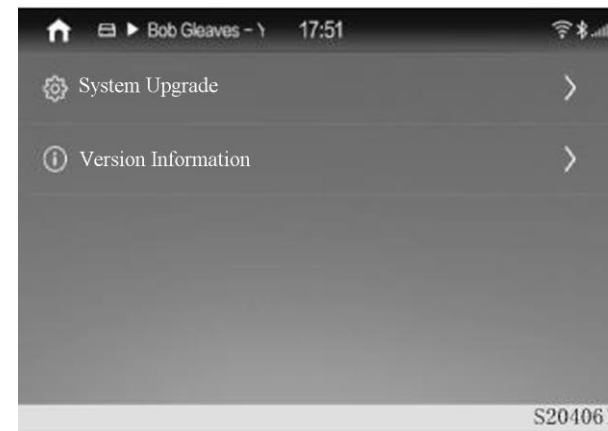 Bob Gleaves - 17:51
System Upgrade
Version Information
S20406